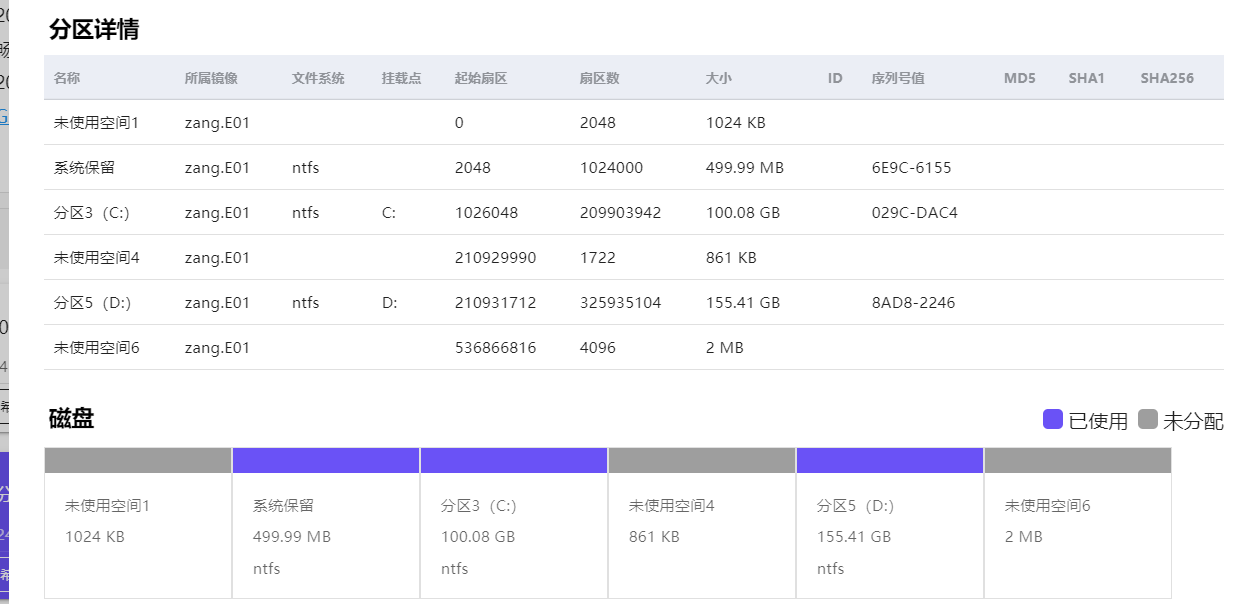 分区详情
名称 所属镜像 文件系统 挂载点 起始扇区 扇区数 大小 ID 序列号值 MD5 SHA1 SHA256
未使用空间1 zang.E01 0 2048 1024 KB
系统保留 zang.E01 ntfs 2048 1024000 499.99 MB 6E9C-6155
分区3（C:） zang.E01 ntfs C: 1026048 209903942 100.08 GB 029C-DAC4
未使用空间4 zang.E01 210929990 1722 861 KB
分区5（D:） zang.E01 ntfs D: 210931712 325935104 155.41 GB 8AD8-2246
未使用空间6 zang.E01 536866816 4096 2 MB
磁盘 已使用 未分配
未使用空间1 系统保留 分区3（C:） 未使用空间4 分区5（D:） 未使用空间6
1024 KB 499.99 MB 100.08 GB 861 KB 155.41 GB 2 MB
ntfs ntfs ntfs